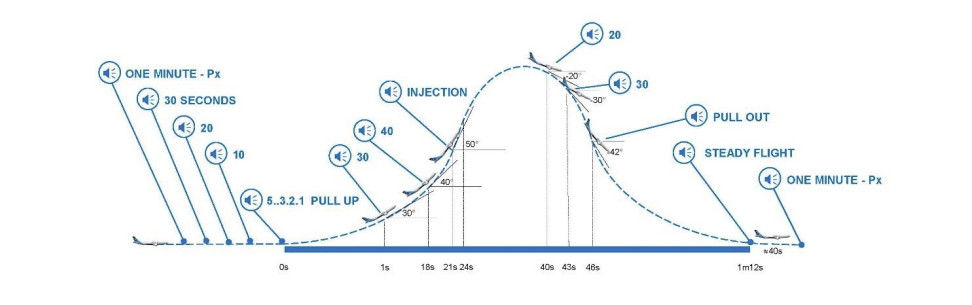 ONE MINUTE - Px
30 SECONDS
20
10
5..3.2.1 PULL UP
30
40
INJECTION
20
30
PULL OUT
STEADY FLIGHT
ONE MINUTE - Px
30°
40°
50°
-20°
-30°
-42°
0s
1s
18s
21s
24s
40s
43s
46s
1m12s
≈40s